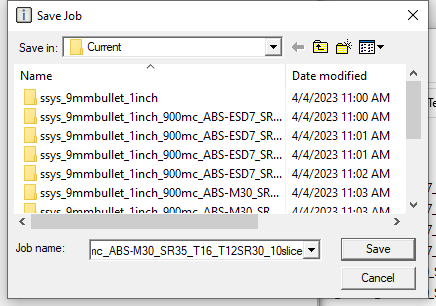 Save Job
Save in: Current
Name Date modified
ssys_9mmbullet_1inch 4/4/2023 11:00 AM
ssys_9mmbullet_1inch_900mc_ABS-ESD7_SR... 4/4/2023 11:00 AM
ssys_9mmbullet_1inch_900mc_ABS-ESD7_SR... 4/4/2023 11:01 AM
ssys_9mmbullet_1inch_900mc_ABS-ESD7_SR... 4/4/2023 11:01 AM
ssys_9mmbullet_1inch_900mc_ABS-ESD7_SR... 4/4/2023 11:02 AM
ssys_9mmbullet_1inch_900mc_ABS-M30_SR... 4/4/2023 11:03 AM
ssys_9mmbullet_1inch_900mc_ABS-M30_SR... 4/4/2023 11:03 AM
Job name: nc_ABS-M30_SR35_T16_T12SR30_10slice Save
Cancel